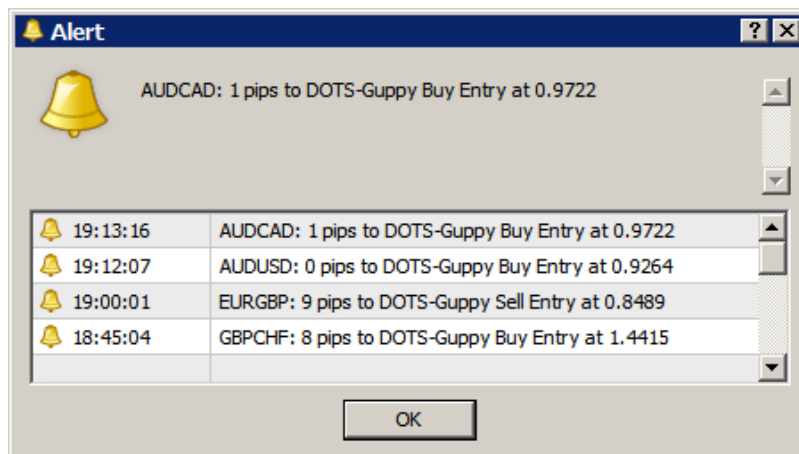 Alert
AUDCAD: 1 pips to DOTS-Guppy Buy Entry at 0.9722
19:13:16 AUDCAD: 1 pips to DOTS-Guppy Buy Entry at 0.9722
19:12:07 AUDUSD: 0 pips to DOTS-Guppy Buy Entry at 0.9264
19:00:01 EURGBP: 9 pips to DOTS-Guppy Sell Entry at 0.8489
18:45:04 GBPCHF: 8 pips to DOTS-Guppy Buy Entry at 1.4415
OK